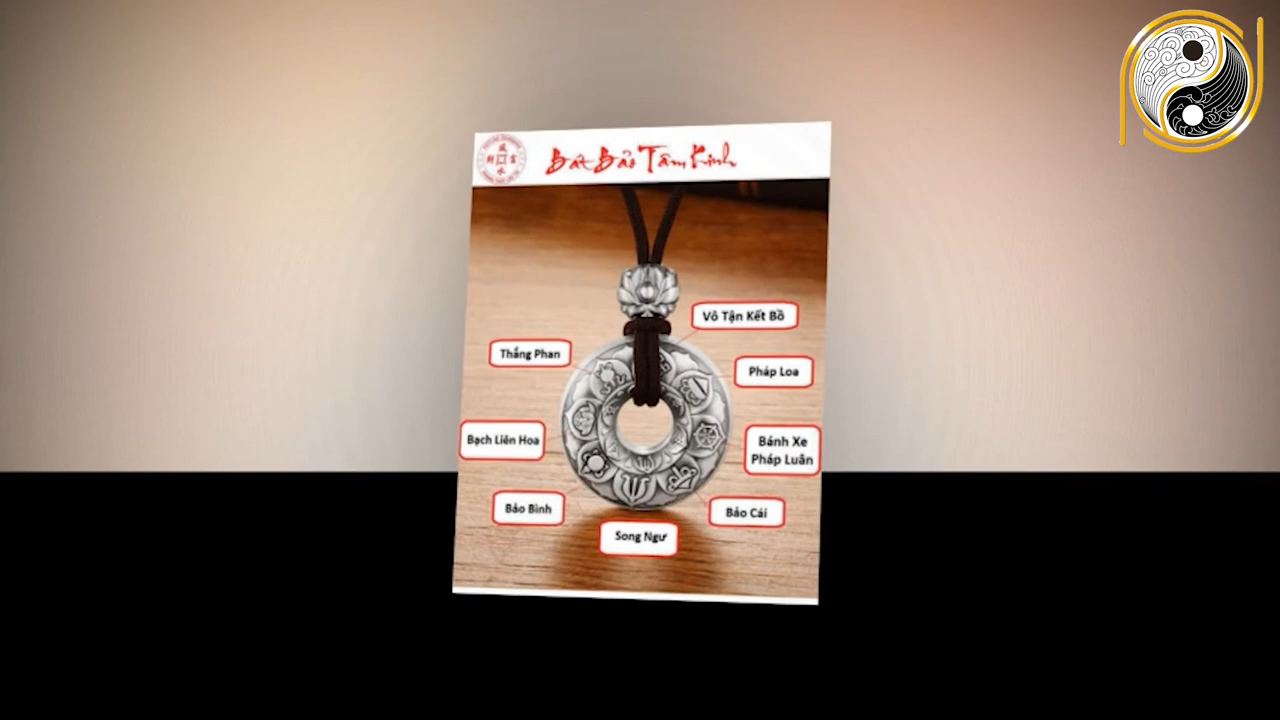 Bát Bảo Tâm Kinh
Vô Tận Kết Bồ
Thắng Phan
Pháp Loa
Bạch Liên Hoa
Bánh Xe
Pháp Luân
Bảo Bình
Bảo Cái
Song Ngư